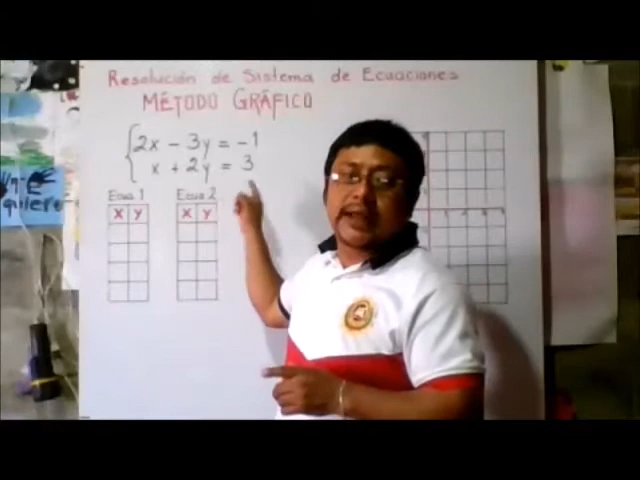 Resolución de Sistema de Ecuaciones
MÉTODO GRÁFICO
2x - 3y = -1
x + 2y = 3
Ecua 1 Ecua 2
x y x y